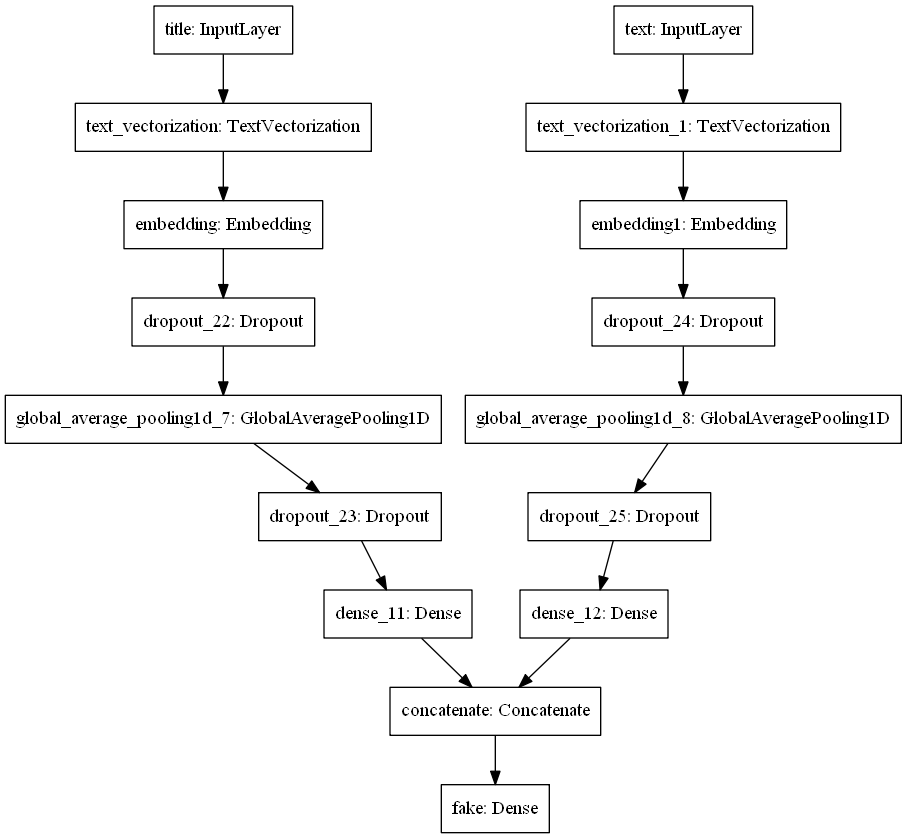 title: InputLayer
text: InputLayer
text_vectorization: TextVectorization
text_vectorization_1: TextVectorization
embedding: Embedding
embedding1: Embedding
dropout_22: Dropout
dropout_24: Dropout
global_average_pooling1d_7: GlobalAveragePooling1D
global_average_pooling1d_8: GlobalAveragePooling1D
dropout_23: Dropout
dropout_25: Dropout
dense_11: Dense
dense_12: Dense
concatenate: Concatenate
fake: Dense